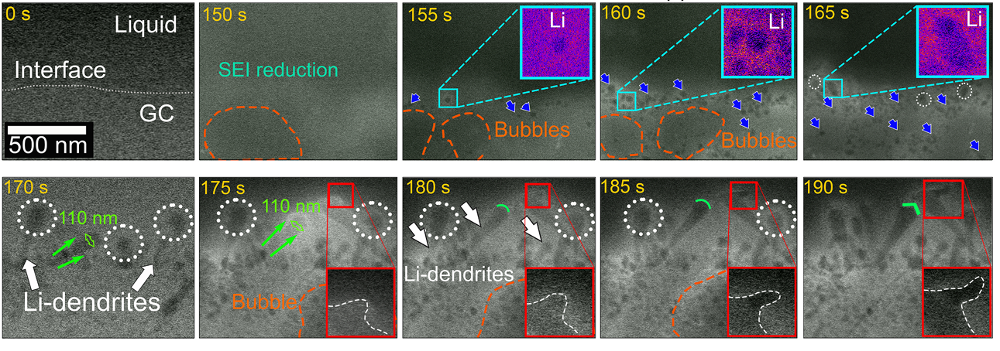 0 s
Liquid
Interface
GC
500 nm
150 s
SEI reduction
155 s
Li
Bubbles
160 s
Li
Bubbles
165 s
Li
170 s
110 nm
Li-dendrites
175 s
110 nm
Bubble
180 s
Li-dendrites
185 s
190 s